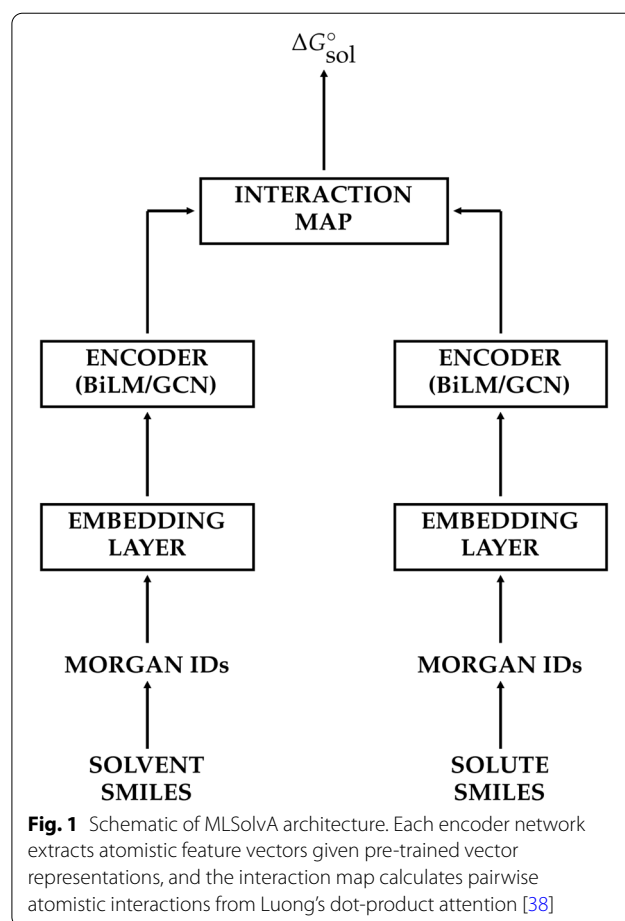 ΔG°sol
INTERACTION
MAP
ENCODER
(BiLM/GCN)
ENCODER
(BiLM/GCN)
EMBEDDING
LAYER
EMBEDDING
LAYER
MORGAN IDs
MORGAN IDs
SOLVENT
SMILES
SOLUTE
SMILES
Fig. 1 Schematic of MLSolvA architecture. Each encoder network
extracts atomistic feature vectors given pre-trained vector
representations, and the interaction map calculates pairwise
atomistic interactions from Luong's dot-product attention [38]